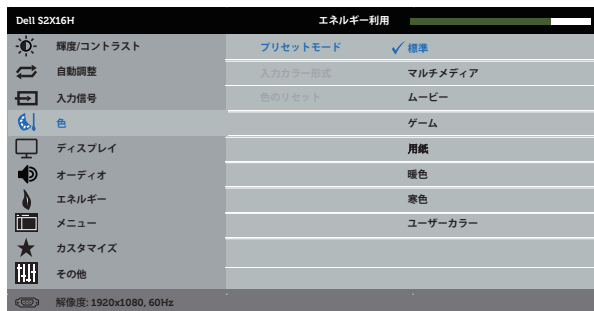 Dell S2X16H エネルギー利用
輝度/コントラスト プリセットモード 標準
自動調整 入力カラー形式 マルチメディア
入力信号 色のリセット ムービー
色 ゲーム
ディスプレイ 用紙
オーディオ 暖色
エネルギー 寒色
メニュー ユーザーカラー
カスタマイズ
その他
解像度: 1920x1080, 60Hz